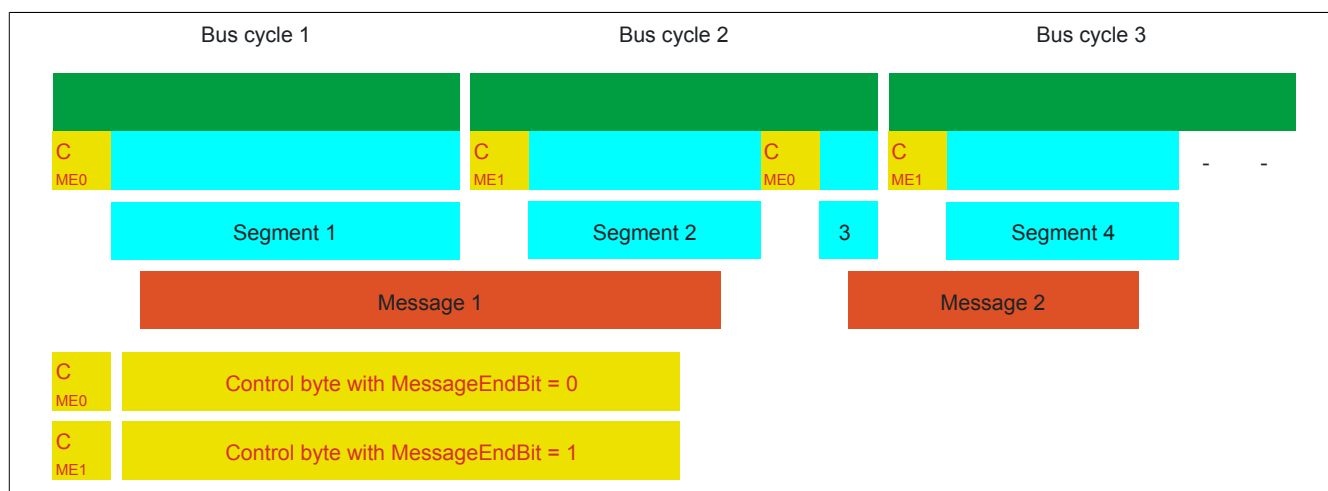 Bus cycle 1 Bus cycle 2 Bus cycle 3
C C C C
ME0 ME1 ME0 ME1 - -
Segment 1 Segment 2 3 Segment 4
Message 1 Message 2
C
ME0 Control byte with MessageEndBit = 0
C
ME1 Control byte with MessageEndBit = 1